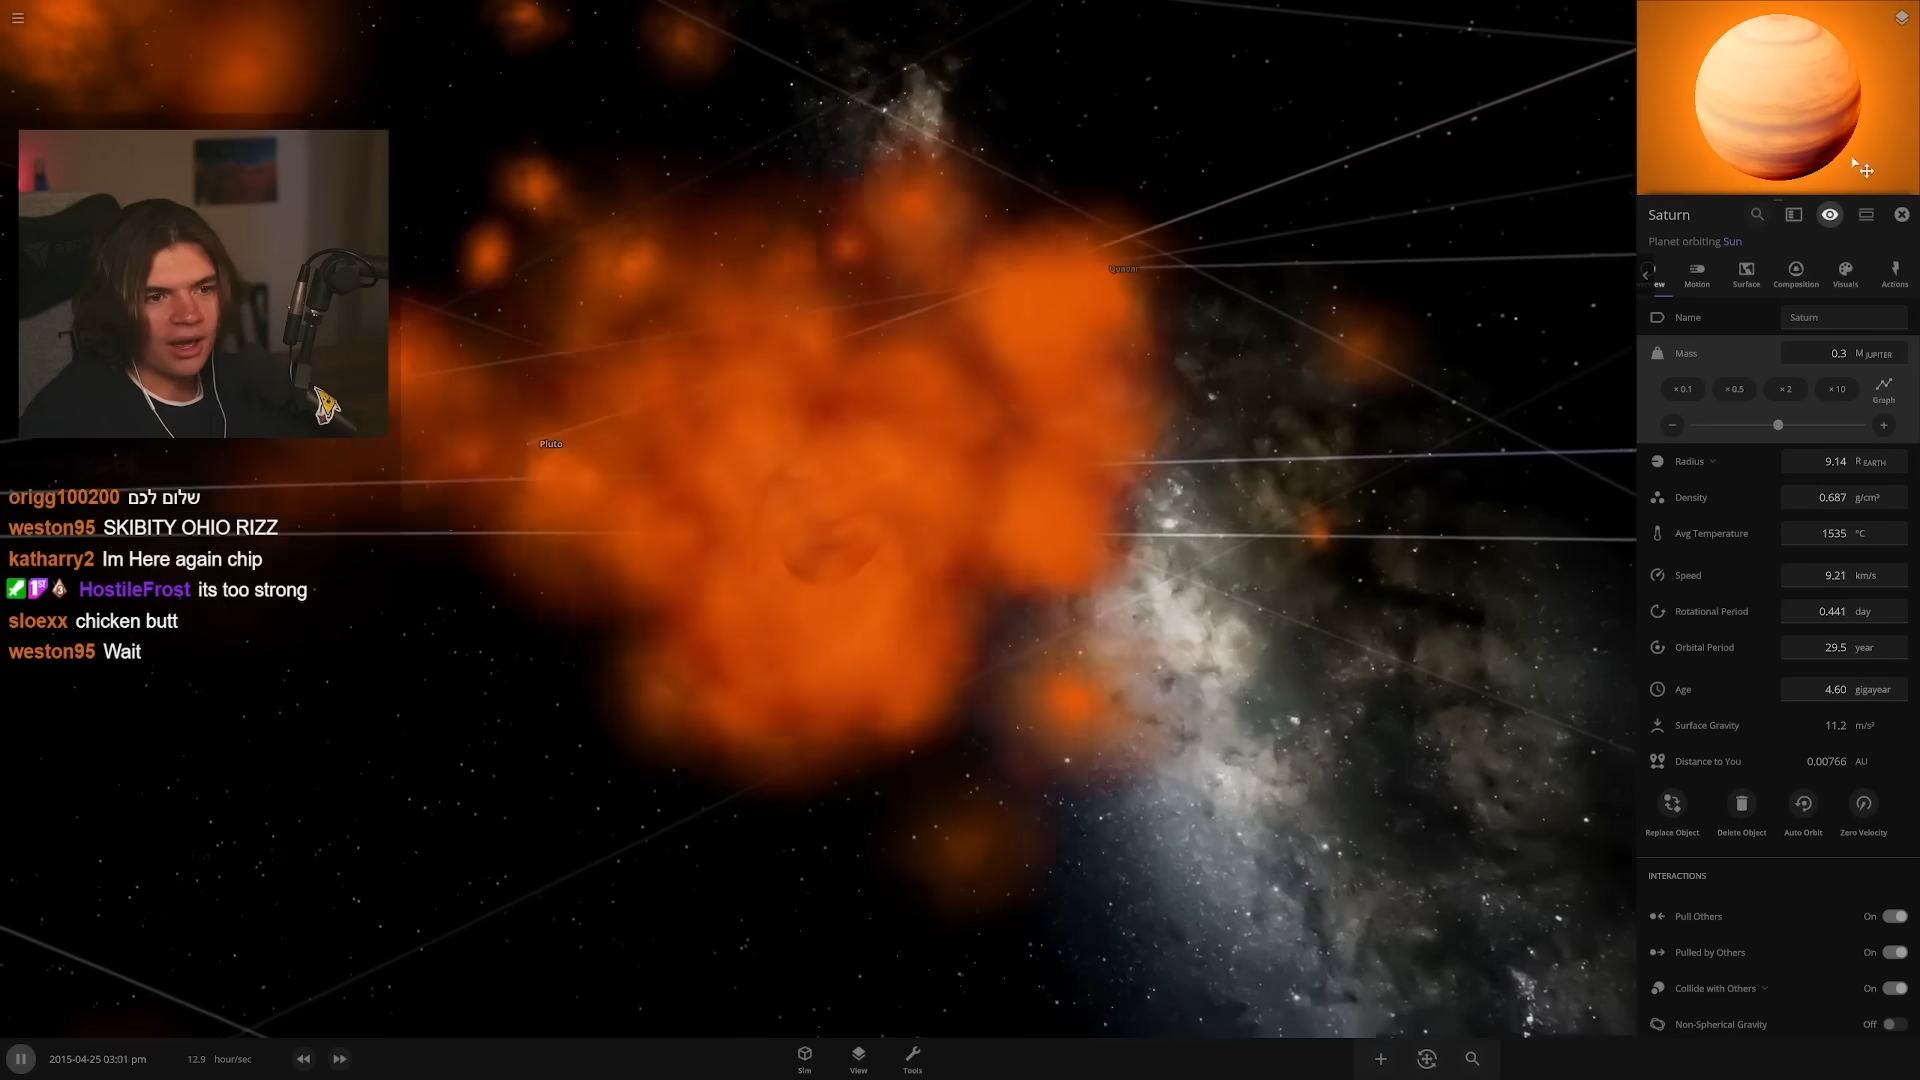 Saturn
Planet orbiting Sun
Motion
Surface
Composition
Visuals
Actions
Name Saturn
Mass 0.3 M JUPITER
× 0.1 × 0.5 × 2 × 10 Graph
Radius 9.14 R EARTH
Density 0.687 g/cm³
Avg Temperature 1535 °C
Speed 9.21 km/s
Rotational Period 0.441 day
Orbital Period 29.5 year
Age 4.60 gigayear
Surface Gravity 11.2 m/s²
Distance to You 0.00766 AU
Replace Object Delete Object Auto Orbit Zero Velocity
INTERACTIONS
Pull Others On
Pulled by Others On
Collide with Others On
Non-Spherical Gravity Off
Quaoar
Pluto
origg100200 שלום לכם
weston95 SKIBITY OHIO RIZZ
katharry2 Im Here again chip
1ST 3 HostileFrost its too strong
sloexx chicken butt
weston95 Wait
2015-04-25 03:01 pm 12.9 hour/sec
Sim View Tools